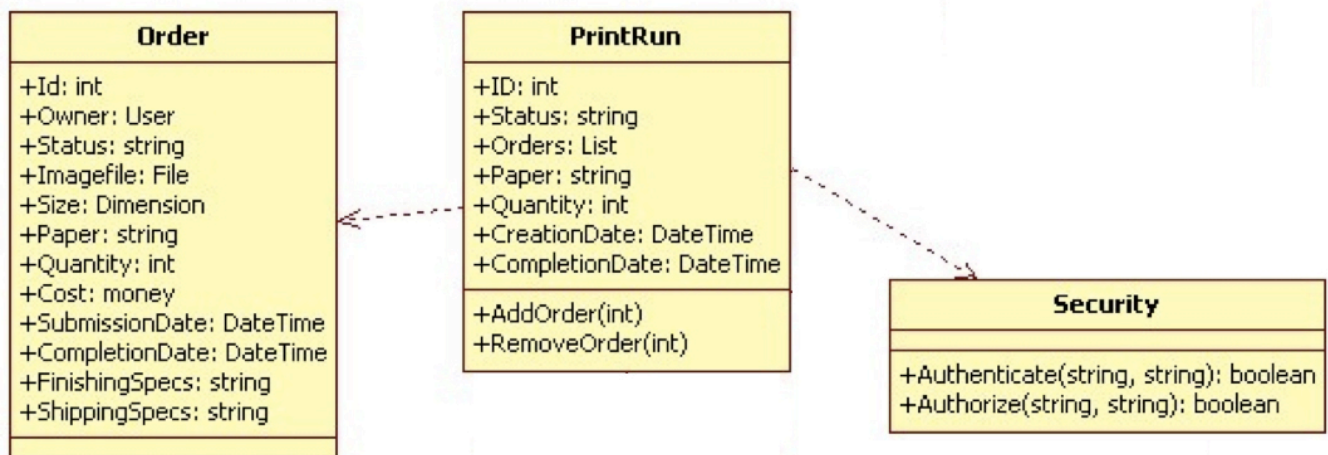 Order
+Id: int
+Owner: User
+Status: string
+Imagefile: File
+Size: Dimension
+Paper: string
+Quantity: int
+Cost: money
+SubmissionDate: DateTime
+CompletionDate: DateTime
+FinishingSpecs: string
+ShippingSpecs: string
PrintRun
+ID: int
+Status: string
+Orders: List
+Paper: string
+Quantity: int
+CreationDate: DateTime
+CompletionDate: DateTime
+AddOrder(int)
+RemoveOrder(int)
Security
+Authenticate(string, string): boolean
+Authorize(string, string): boolean